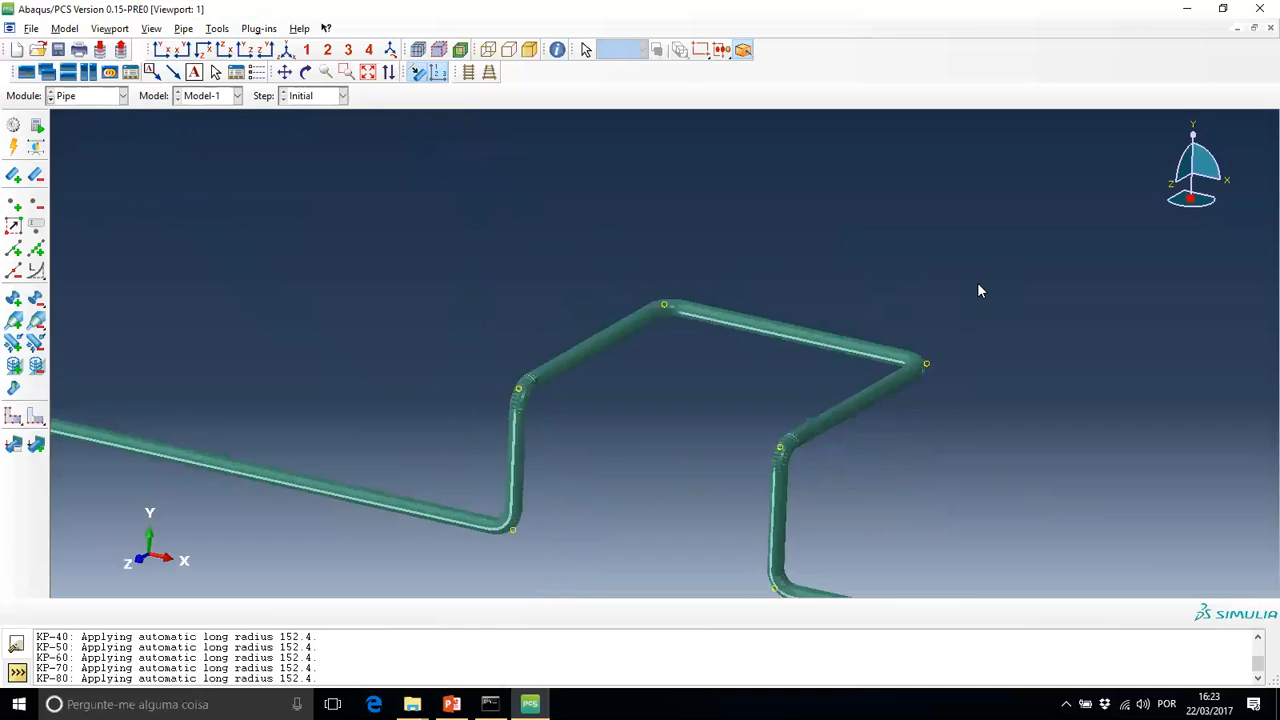 Abaqus/PCS Version 0.15-PRE0 [Viewport: 1]
File Model Viewport View Pipe Tools Plug-ins Help
1 2 3 4
Module: Pipe Model: Model-1 Step: Initial
Y
Z X
Y
Z X
SIMULIA
KP-40: Applying automatic long radius 152.4.
KP-50: Applying automatic long radius 152.4.
KP-60: Applying automatic long radius 152.4.
KP-70: Applying automatic long radius 152.4.
KP-80: Applying automatic long radius 152.4.
Pergunte-me alguma coisa
PCS
POR
16:23
22/03/2017